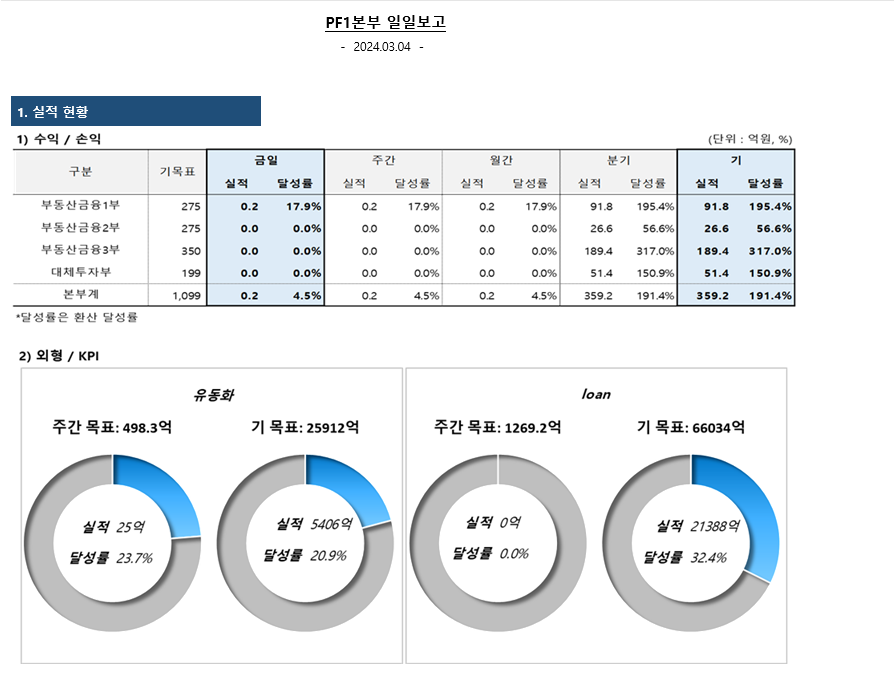 PF1본부 일일보고
- 2024.03.04 -
1. 실적 현황
1) 수익 / 손익
(단위 : 억원, %)
구분 기목표 금일 주간 월간 분기 기
실적 달성률 실적 달성률 실적 달성률 실적 달성률 실적 달성률
부동산금융1부 275 0.2 17.9% 0.2 17.9% 0.2 17.9% 91.8 195.4% 91.8 195.4%
부동산금융2부 275 0.0 0.0% 0.0 0.0% 0.0 0.0% 26.6 56.6% 26.6 56.6%
부동산금융3부 350 0.0 0.0% 0.0 0.0% 0.0 0.0% 189.4 317.0% 189.4 317.0%
대체투자부 199 0.0 0.0% 0.0 0.0% 0.0 0.0% 51.4 150.9% 51.4 150.9%
본부계 1,099 0.2 4.5% 0.2 4.5% 0.2 4.5% 359.2 191.4% 359.2 191.4%
*달성률은 환산 달성률
2) 외형 / KPI
유동화
주간 목표: 498.3억
기 목표: 25912억
실적 25억
달성률 23.7%
실적 5406억
달성률 20.9%
loan
주간 목표: 1269.2억
기 목표: 66034억
실적 0억
달성률 0.0%
실적 21388억
달성률 32.4%